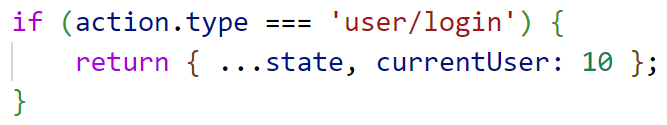 if (action.type === 'user/login') {
    return { ...state, currentUser: 10 };
}